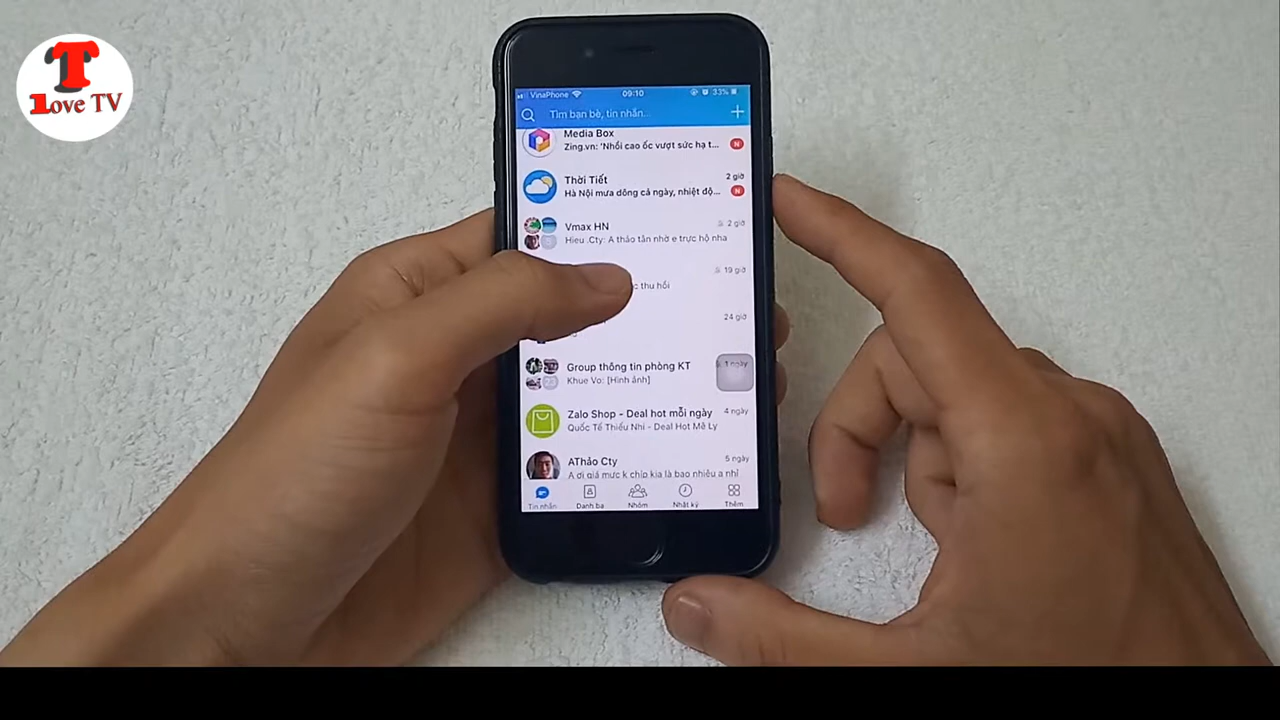 T
Love TV
VinaPhone
09:10
33%
Tìm bạn bè, tin nhắn...
Media Box
Zing.vn: 'Nhồi cao ốc vượt sức hạ t...
N
Thời Tiết
2 giờ
Hà Nội mưa dông cả ngày, nhiệt độ...
N
Vmax HN
2 giờ
Hieu .Cty: A thảo tân nhờ e trực hộ nha
19 giờ
thu hồi
24 giờ
Group thông tin phòng KT
1 ngày
Khue Vo: [Hình ảnh]
23
Zalo Shop - Deal hot mỗi ngày
4 ngày
Quốc Tế Thiếu Nhi - Deal Hot Mê Ly
AThảo Cty
5 ngày
A ơi giá mực k chip kia là bao nhiêu a nhỉ
Tin nhắn
Danh bạ
Nhóm
Nhật ký
Thêm